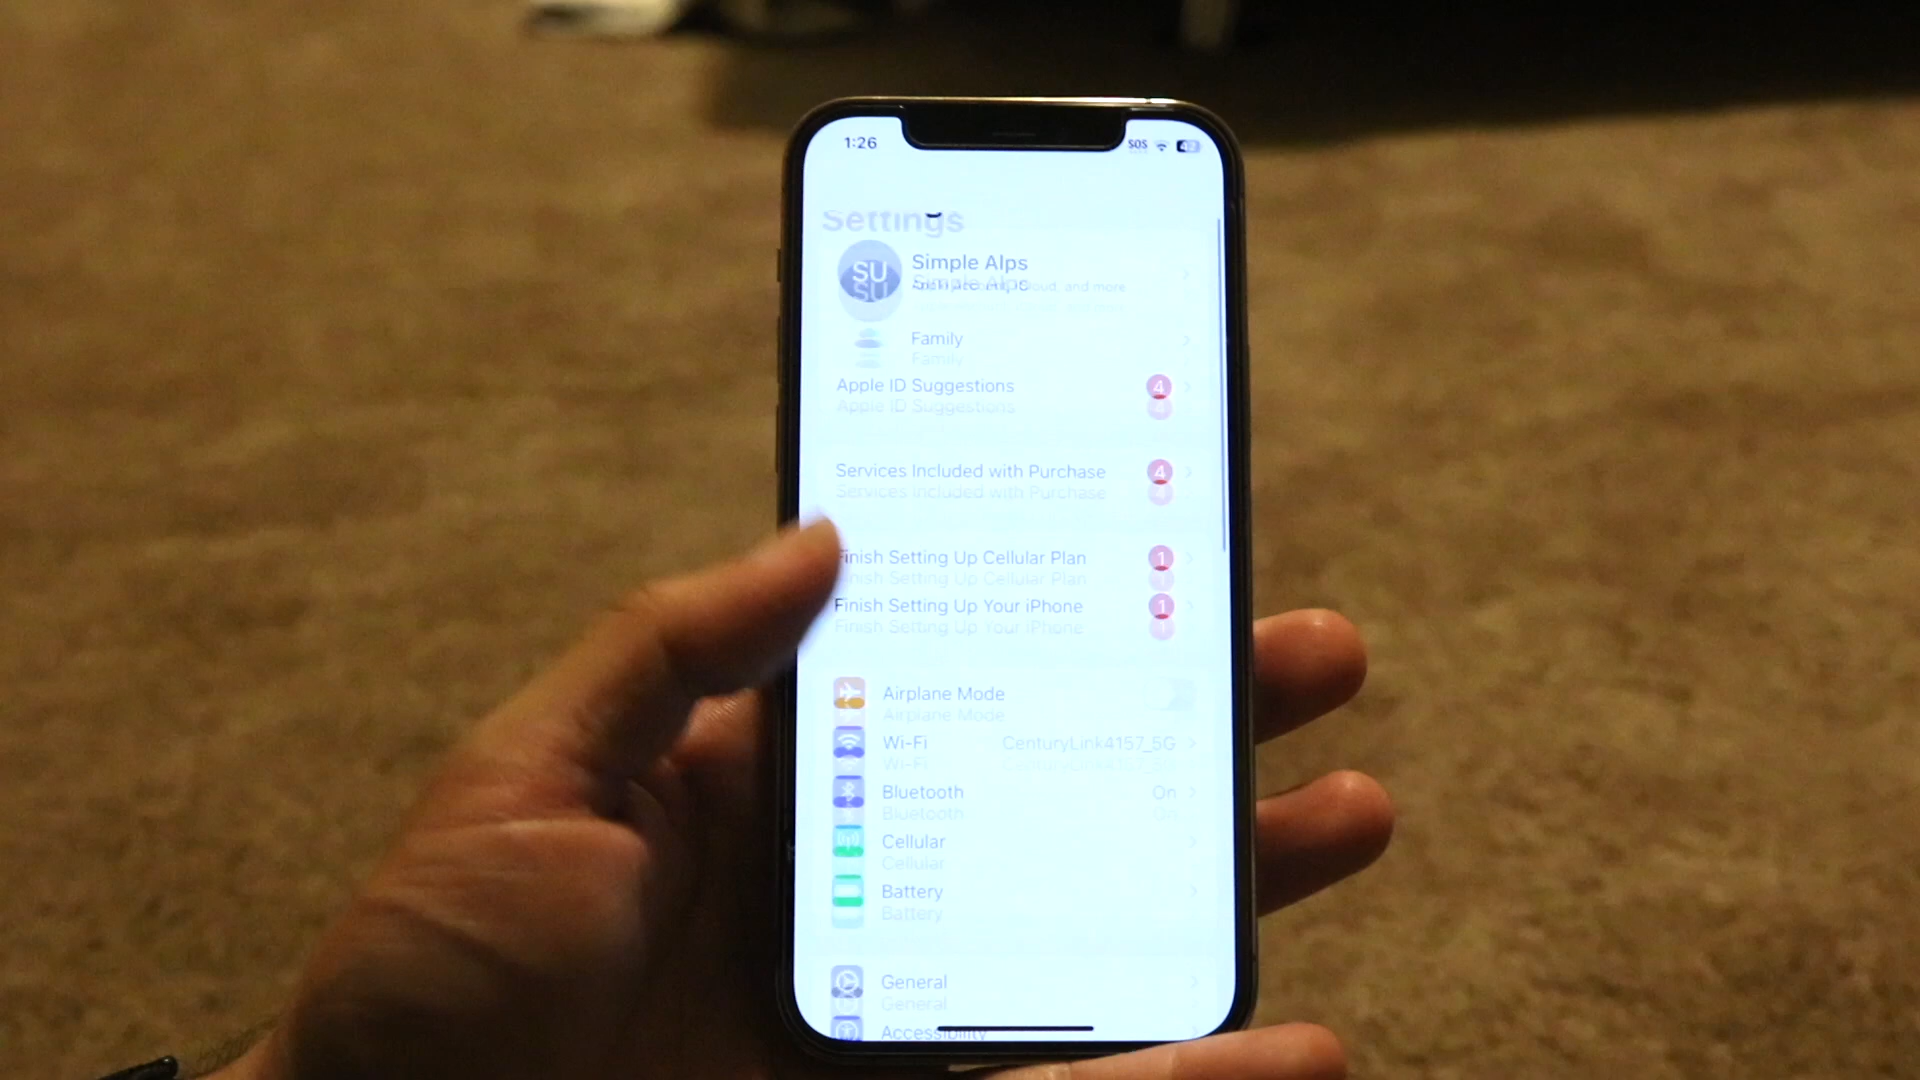 1:26
SOS
Settings
SU
Simple Alps
Family
Apple ID Suggestions 4
Services Included with Purchase 4
Finish Setting Up Cellular Plan 1
Finish Setting Up Your iPhone 1
Airplane Mode
Wi-Fi CenturyLink4157_5G
Bluetooth On
Cellular
Battery
General
Accessibility